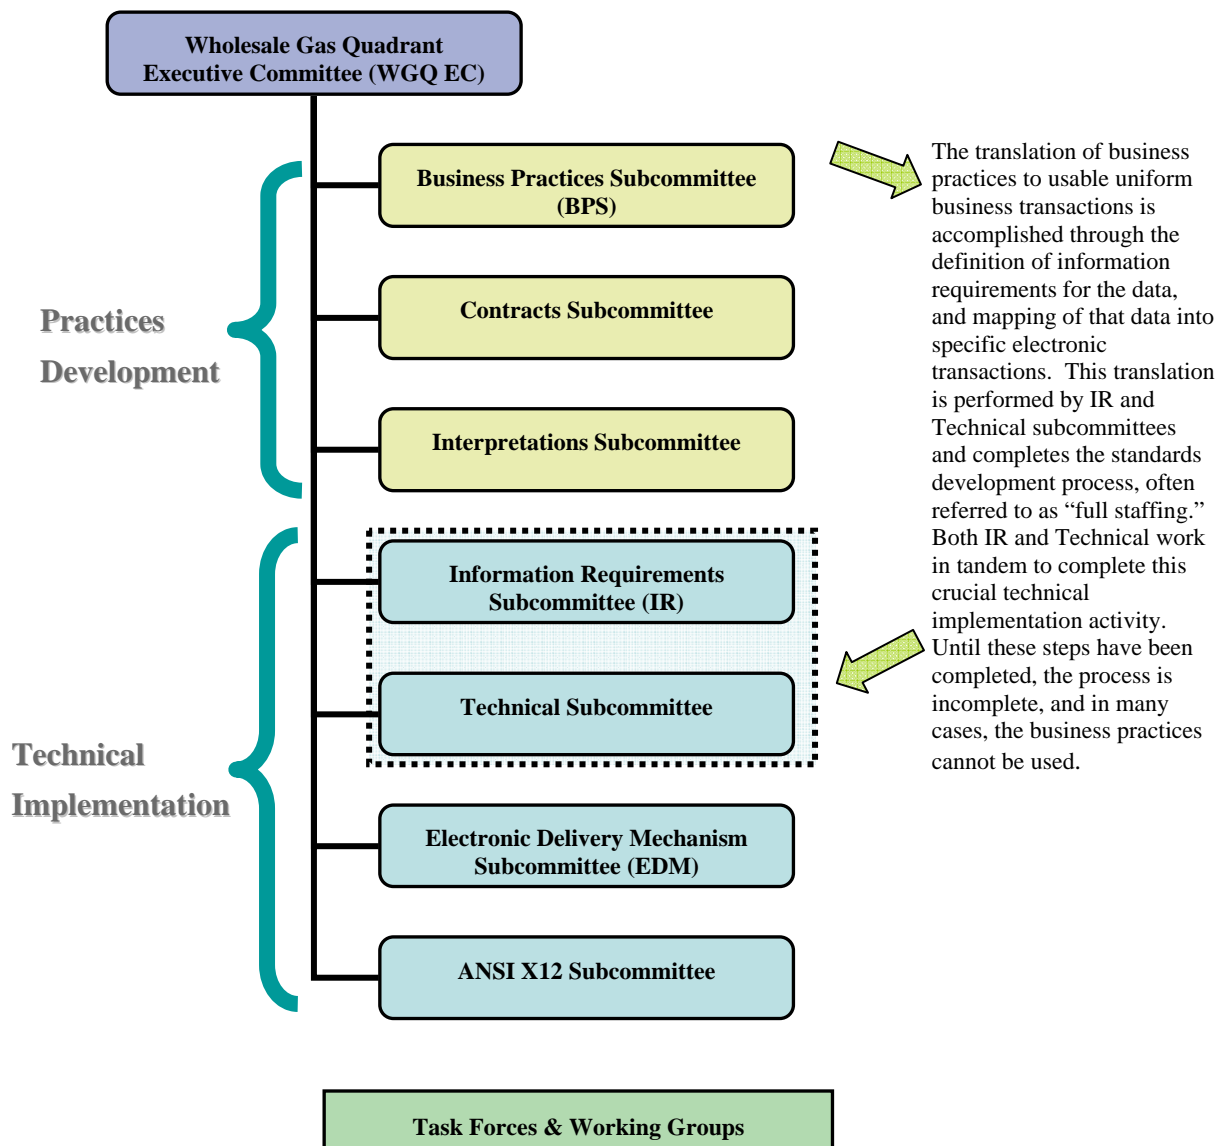 Wholesale Gas Quadrant
Executive Committee (WGQ EC)
Practices
Development
Business Practices Subcommittee
(BPS)
Contracts Subcommittee
Interpretations Subcommittee
Technical
Implementation
Information Requirements
Subcommittee (IR)
Technical Subcommittee
Electronic Delivery Mechanism
Subcommittee (EDM)
ANSI X12 Subcommittee
The translation of business
practices to usable uniform
business transactions is
accomplished through the
definition of information
requirements for the data,
and mapping of that data into
specific electronic
transactions.  This translation
is performed by IR and
Technical subcommittees
and completes the standards
development process, often
referred to as “full staffing.”
Both IR and Technical work
in tandem to complete this
crucial technical
implementation activity.
Until these steps have been
completed, the process is
incomplete, and in many
cases, the business practices
cannot be used.
Task Forces & Working Groups